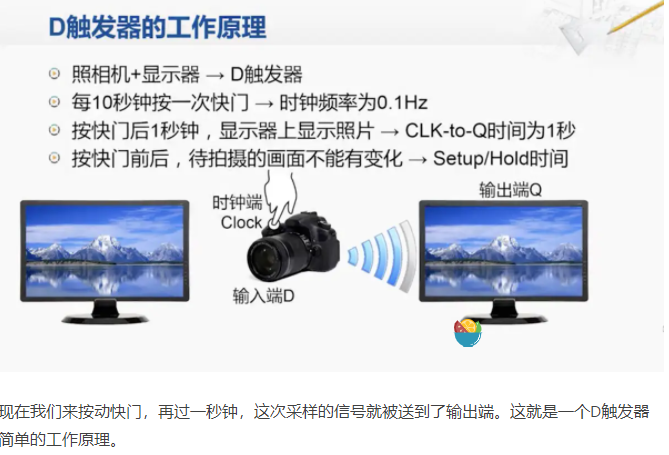 D触发器的工作原理
照相机+显示器 → D触发器
每10秒钟按一次快门 → 时钟频率为0.1Hz
按快门后1秒钟，显示器上显示照片 → CLK-to-Q时间为1秒
按快门前后，待拍摄的画面不能有变化 → Setup/Hold时间
时钟端
Clock
输出端Q
输入端D
现在我们来按动快门，再过一秒钟，这次采样的信号就被送到了输出端。这就是一个D触发器
简单的工作原理。